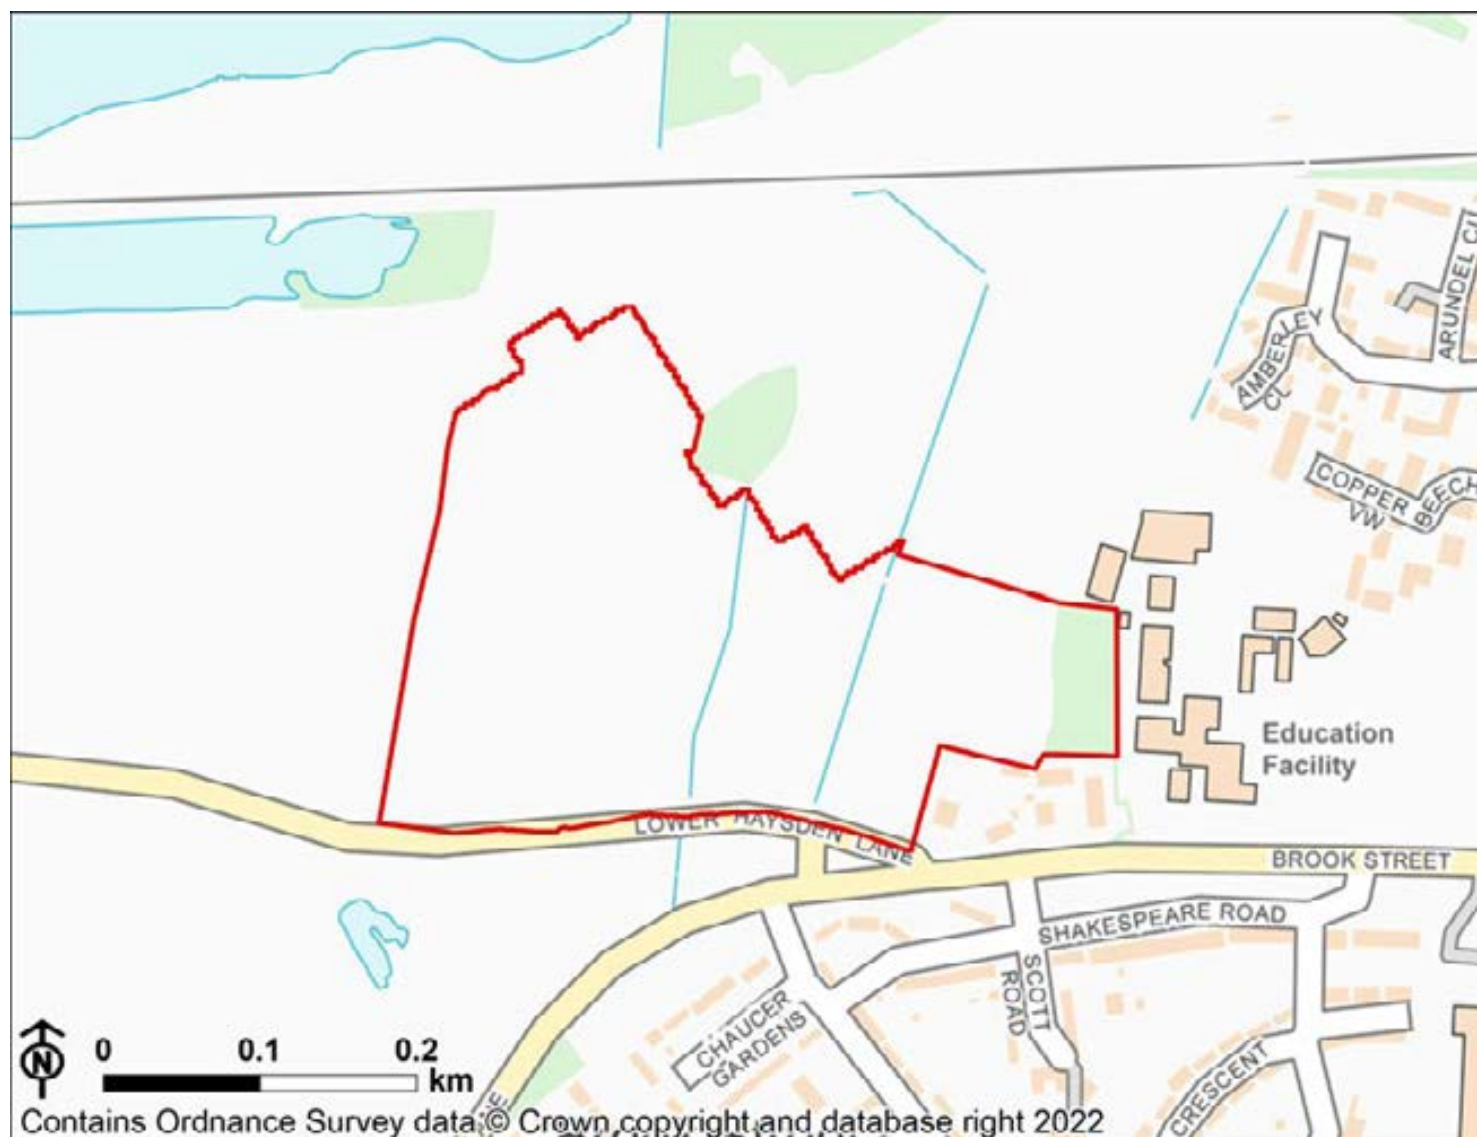 ARUNDEL CL
AMBERLEY
CL
COPPER BEECH
VW
Education
Facility
LOWER HAYSDEN LANE
BROOK STREET
SHAKESPEARE ROAD
SCOTT
ROAD
CHAUCER
GARDENS
CRESCENT
N
0 0.1 0.2
km
Contains Ordnance Survey data © Crown copyright and database right 2022